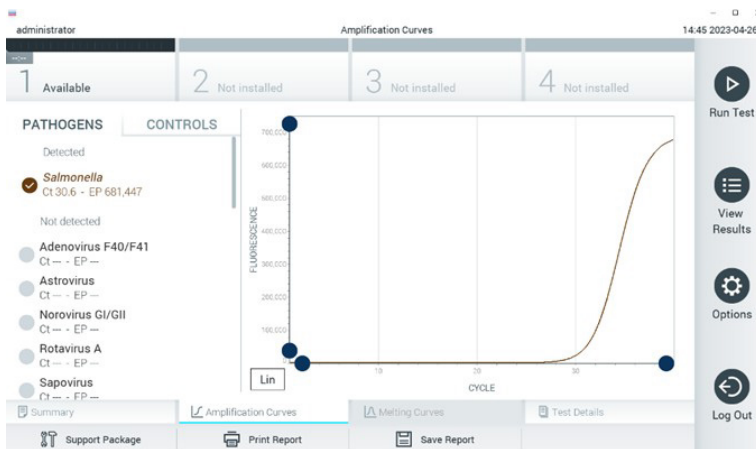 administrator
Amplification Curves
14:45 2023-04-26
1 Available
2 Not installed
3 Not installed
4 Not installed
PATHOGENS
CONTROLS
Detected
Salmonella
Ct 30.6 - EP 681,447
Not detected
Adenovirus F40/F41
Ct --- - EP ---
Astrovirus
Ct --- - EP ---
Norovirus GI/GII
Ct --- - EP ---
Rotavirus A
Ct --- - EP ---
Sapovirus
Ct --- - EP ---
FLUORESCENCE
700,000
600,000
500,000
400,000
300,000
200,000
100,000
0
10
20
30
CYCLE
Lin
Run Test
View
Results
Options
Log Out
Summary
Amplification Curves
Melting Curves
Test Details
Support Package
Print Report
Save Report